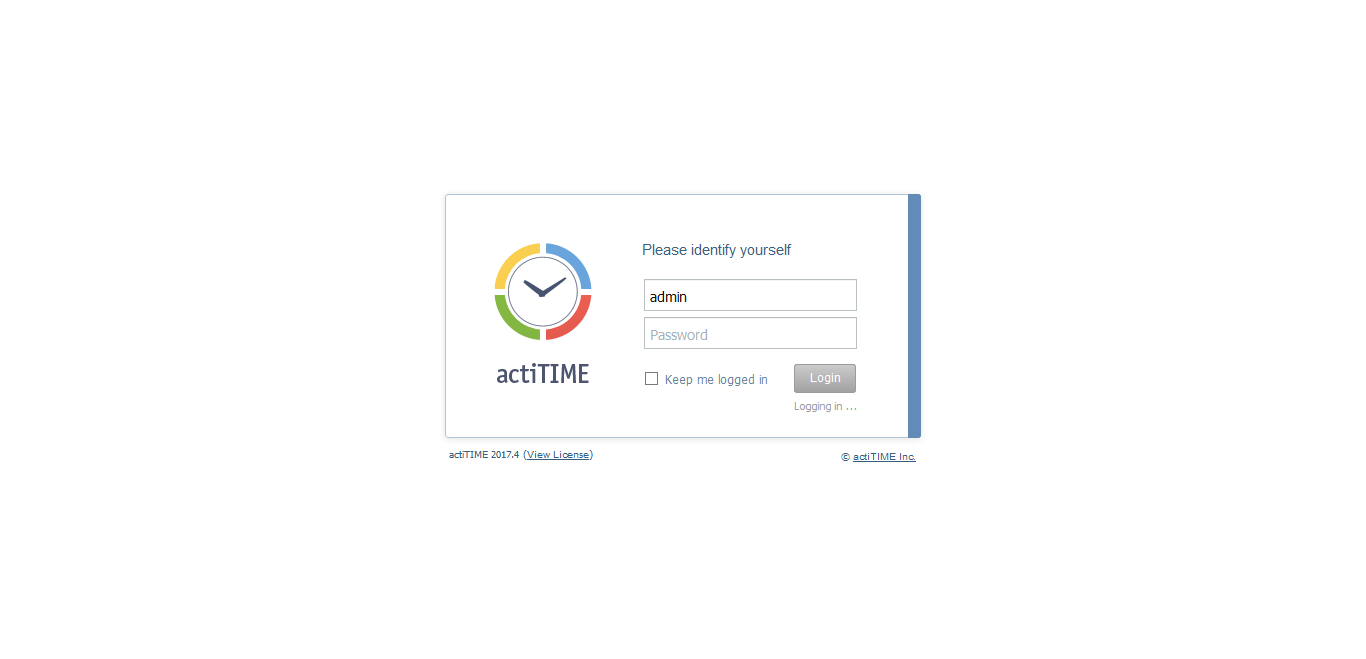 Please identify yourself
admin
Password
actiTIME
Keep me logged in
Login
Logging in ...
actiTIME 2017.4 (View License)
© actiTIME Inc.